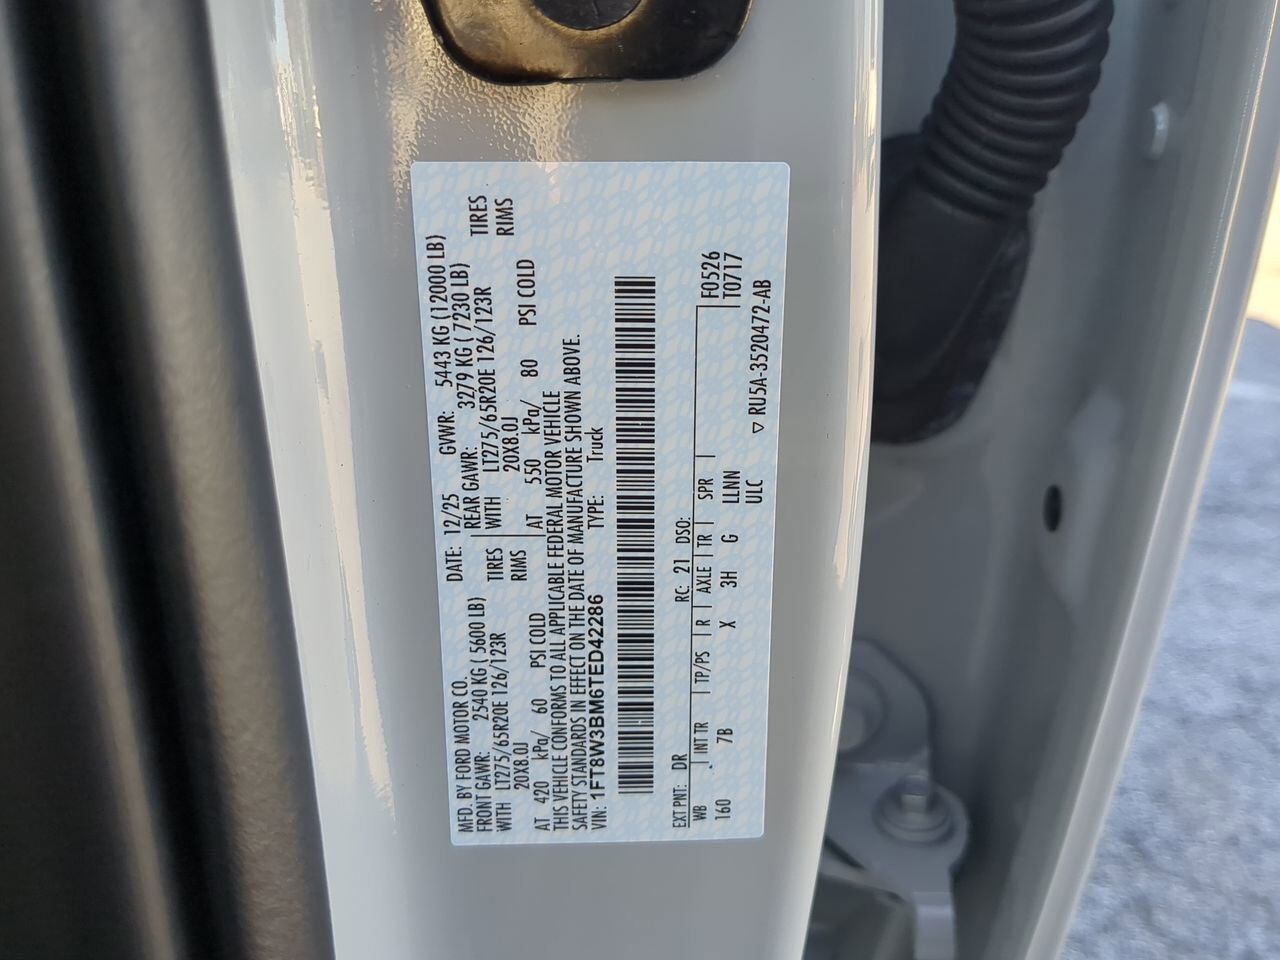 MFD. BY FORD MOTOR CO. DATE: 12/25 GVWR: 5443 KG (12000 LB)
FRONT GAWR: 2540 KG ( 5600 LB) REAR GAWR: 3279 KG ( 7230 LB)
WITH LT275/65R20E 126/123R TIRES WITH LT275/65R20E 126/123R TIRES
20X8.0J RIMS 20X8.0J RIMS
AT 420 kPa/ 60 PSI COLD AT 550 kPa/ 80 PSI COLD
THIS VEHICLE CONFORMS TO ALL APPLICABLE FEDERAL MOTOR VEHICLE
SAFETY STANDARDS IN EFFECT ON THE DATE OF MANUFACTURE SHOWN ABOVE.
VIN: 1FT8W3BM6TED42286 TYPE: Truck
EXT PNT: DR RC: 21 DSO: F0526
WB INT TR TP/PS R AXLE TR SPR T0717
160 7B X 3H G LLNN
ULC ▽ RU5A-3520472-AB